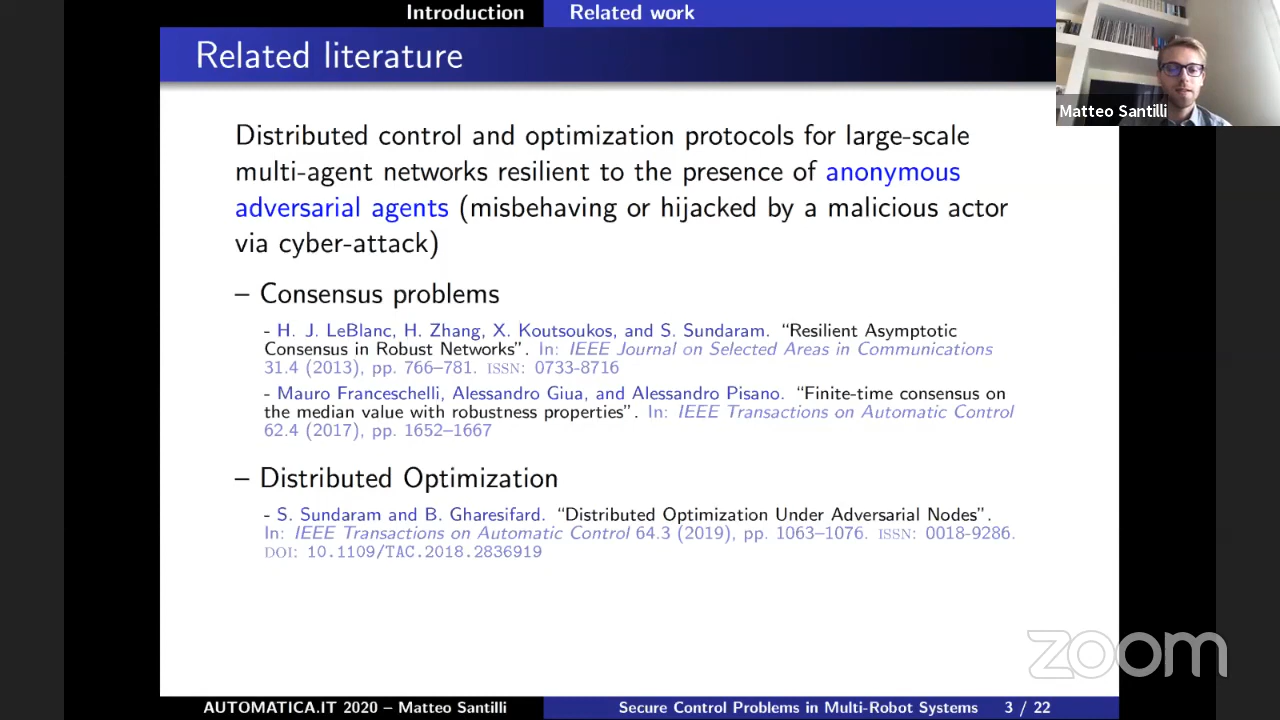 Introduction
Related work
Related literature
Matteo Santilli
Distributed control and optimization protocols for large-scale
multi-agent networks resilient to the presence of anonymous
adversarial agents (misbehaving or hijacked by a malicious actor
via cyber-attack)
– Consensus problems
- H. J. LeBlanc, H. Zhang, X. Koutsoukos, and S. Sundaram. “Resilient Asymptotic
Consensus in Robust Networks”. In: IEEE Journal on Selected Areas in Communications
31.4 (2013), pp. 766–781. ISSN: 0733-8716
- Mauro Franceschelli, Alessandro Giua, and Alessandro Pisano. “Finite-time consensus on
the median value with robustness properties”. In: IEEE Transactions on Automatic Control
62.4 (2017), pp. 1652–1667
– Distributed Optimization
- S. Sundaram and B. Gharesifard. “Distributed Optimization Under Adversarial Nodes”.
In: IEEE Transactions on Automatic Control 64.3 (2019), pp. 1063–1076. ISSN: 0018-9286.
DOI: 10.1109/TAC.2018.2836919
zoom
AUTOMATICA.IT 2020 – Matteo Santilli
Secure Control Problems in Multi-Robot Systems 3 / 22